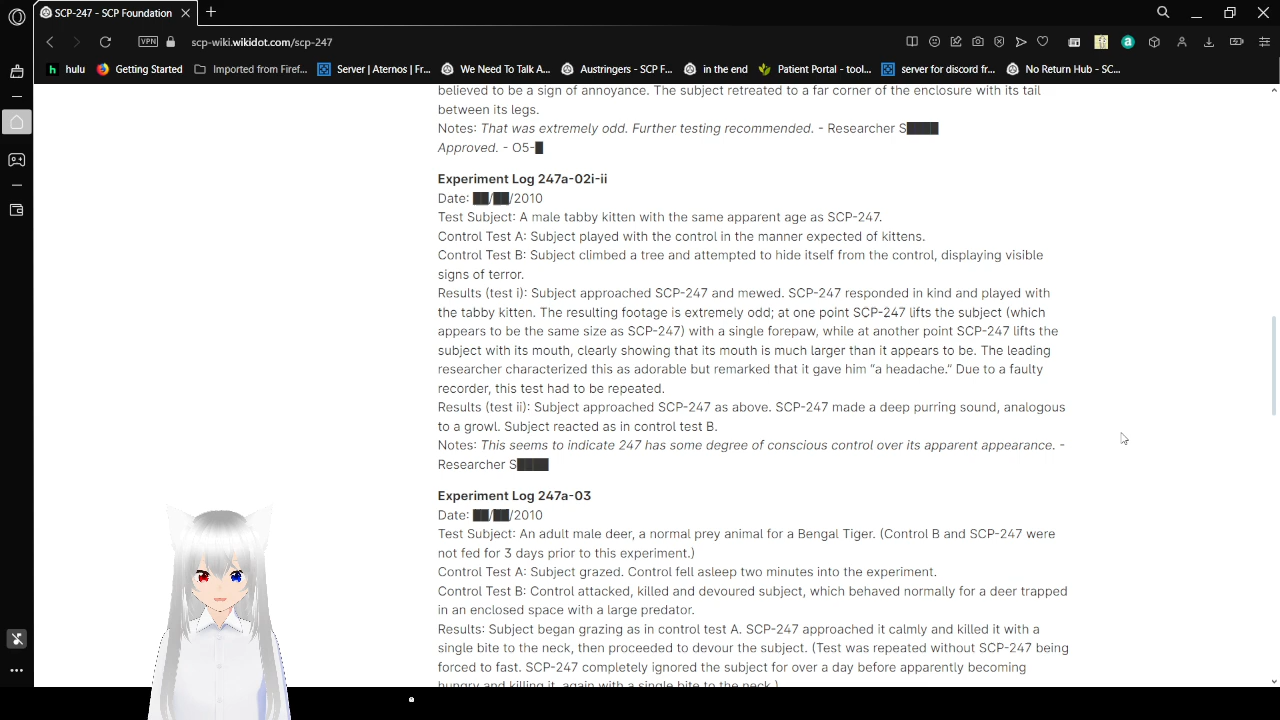 SCP-247 - SCP Foundation
VPN
scp-wiki.wikidot.com/scp-247
hulu
Getting Started
Imported from Firef...
Server | Aternos | Fr...
We Need To Talk A...
Austringers - SCP F...
in the end
Patient Portal - tool...
server for discord fr...
No Return Hub - SC...
believed to be a sign of annoyance. The subject retreated to a far corner of the enclosure with its tail
between its legs.
Notes: That was extremely odd. Further testing recommended. - Researcher S████
Approved. - O5-█
Experiment Log 247a-02i-ii
Date: ██/██/2010
Test Subject: A male tabby kitten with the same apparent age as SCP-247.
Control Test A: Subject played with the control in the manner expected of kittens.
Control Test B: Subject climbed a tree and attempted to hide itself from the control, displaying visible
signs of terror.
Results (test i): Subject approached SCP-247 and mewed. SCP-247 responded in kind and played with
the tabby kitten. The resulting footage is extremely odd; at one point SCP-247 lifts the subject (which
appears to be the same size as SCP-247) with a single forepaw, while at another point SCP-247 lifts the
subject with its mouth, clearly showing that its mouth is much larger than it appears to be. The leading
researcher characterized this as adorable but remarked that it gave him “a headache.” Due to a faulty
recorder, this test had to be repeated.
Results (test ii): Subject approached SCP-247 as above. SCP-247 made a deep purring sound, analogous
to a growl. Subject reacted as in control test B.
Notes: This seems to indicate 247 has some degree of conscious control over its apparent appearance. -
Researcher S████
Experiment Log 247a-03
Date: ██/██/2010
Test Subject: An adult male deer, a normal prey animal for a Bengal Tiger. (Control B and SCP-247 were
not fed for 3 days prior to this experiment.)
Control Test A: Subject grazed. Control fell asleep two minutes into the experiment.
Control Test B: Control attacked, killed and devoured subject, which behaved normally for a deer trapped
in an enclosed space with a large predator.
Results: Subject began grazing as in control test A. SCP-247 approached it calmly and killed it with a
single bite to the neck, then proceeded to devour the subject. (Test was repeated without SCP-247 being
forced to fast. SCP-247 completely ignored the subject for over a day before apparently becoming
hungry and killing it, again with a single bite to the neck.)